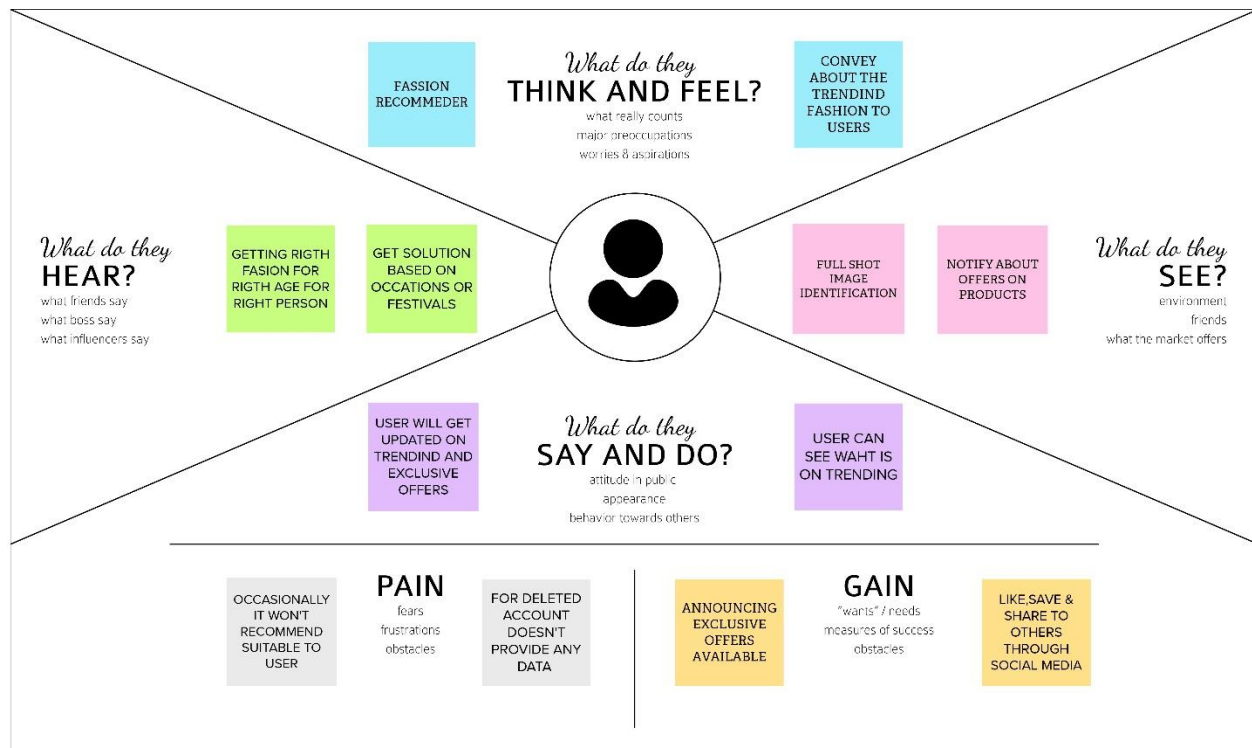 FASSION
RECOMMEDER
What do they
THINK AND FEEL?
what really counts
major preoccupations
worries & aspirations
CONVEY
ABOUT THE
TRENDIND
FASHION TO
USERS
What do they
HEAR?
what friends say
what boss say
what influencers say
GETTING RIGTH
FASION FOR
RIGTH AGE FOR
RIGHT PERSON
GET SOLUTION
BASED ON
OCCATIONS OR
FESTIVALS
FULL SHOT
IMAGE
IDENTIFICATION
NOTIFY ABOUT
OFFERS ON
PRODUCTS
What do they
SEE?
environment
friends
what the market offers
USER WILL GET
UPDATED ON
TRENDIND AND
EXCLUSIVE
OFFERS
What do they
SAY AND DO?
attitude in public
appearance
behavior towards others
USER CAN
SEE WAHT IS
ON TRENDING
OCCASIONALLY
IT WON'T
RECOMMEND
SUITABLE TO
USER
PAIN
fears
frustrations
obstacles
FOR DELETED
ACCOUNT
DOESN'T
PROVIDE ANY
DATA
ANNOUNCING
EXCLUSIVE
OFFERS
AVAILABLE
GAIN
"wants" / needs
measures of success
obstacles
LIKE,SAVE &
SHARE TO
OTHERS
THROUGH
SOCIAL MEDIA